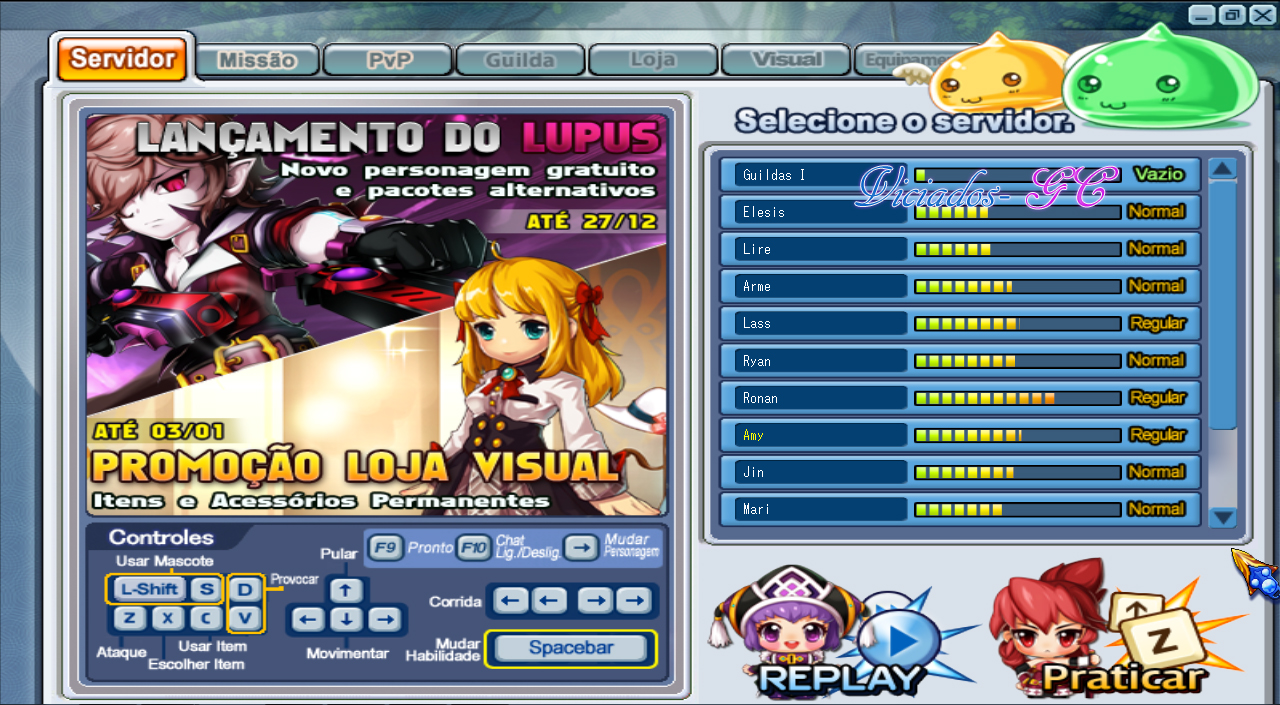 Servidor
Missão
PvP
Guilda
Loja
Visual
LANÇAMENTO DO LUPUS
Novo personagem gratuito
e pacotes alternativos
ATÉ 27/12
ATÉ 03/01
PROMOÇÃO LOJA VISUAL
Itens e Acessórios Permanentes
Controles
Usar Mascote
L-Shift
S
D
Provocar
Z
X
C
V
Ataque
Usar Item
Escolher Item
Pular
Movimentar
F9
Pronto
F10
Chat
Lig./Deslig.
Mudar
Personagem
Corrida
Mudar
Habilidade
Spacebar
Selecione o servidor.
Viciados- GC
Guildas I Vazio
Elesis Normal
Lire Normal
Arme Normal
Lass Regular
Ryan Normal
Ronan Regular
Amy Regular
Jin Normal
Mari Normal
REPLAY
Z
Praticar